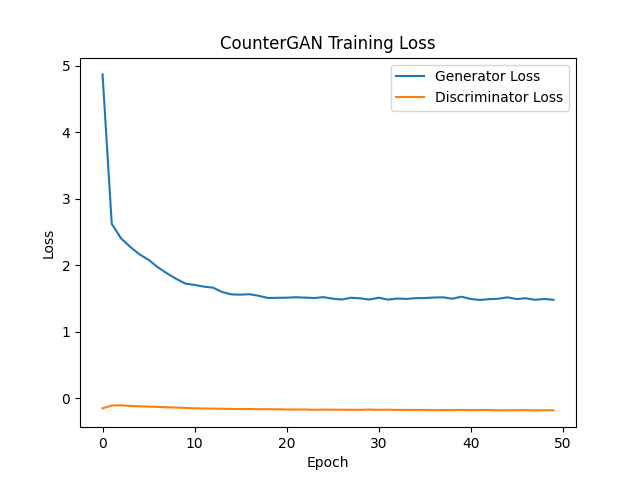 CounterGAN Training Loss
Generator Loss
Discriminator Loss
Loss
5
4
3
2
1
0
0 10 20 30 40 50
Epoch